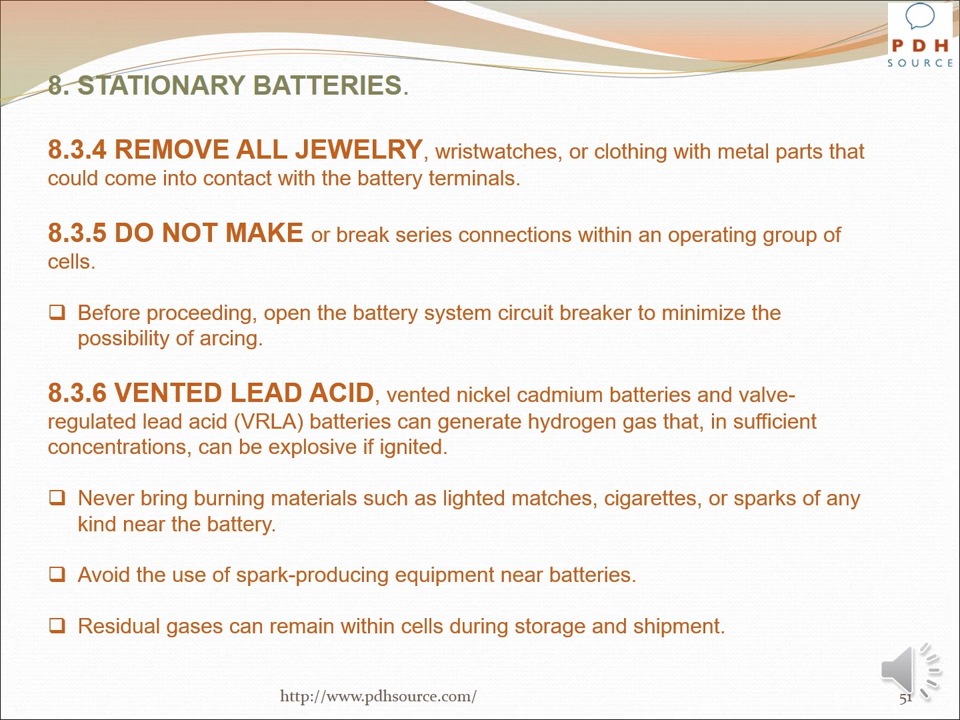 PDH
SOURCE
8. STATIONARY BATTERIES.
8.3.4 REMOVE ALL JEWELRY, wristwatches, or clothing with metal parts that
could come into contact with the battery terminals.
8.3.5 DO NOT MAKE or break series connections within an operating group of
cells.
❑ Before proceeding, open the battery system circuit breaker to minimize the
possibility of arcing.
8.3.6 VENTED LEAD ACID, vented nickel cadmium batteries and valve-
regulated lead acid (VRLA) batteries can generate hydrogen gas that, in sufficient
concentrations, can be explosive if ignited.
❑ Never bring burning materials such as lighted matches, cigarettes, or sparks of any
kind near the battery.
❑ Avoid the use of spark-producing equipment near batteries.
❑ Residual gases can remain within cells during storage and shipment.
http://www.pdhsource.com/
51